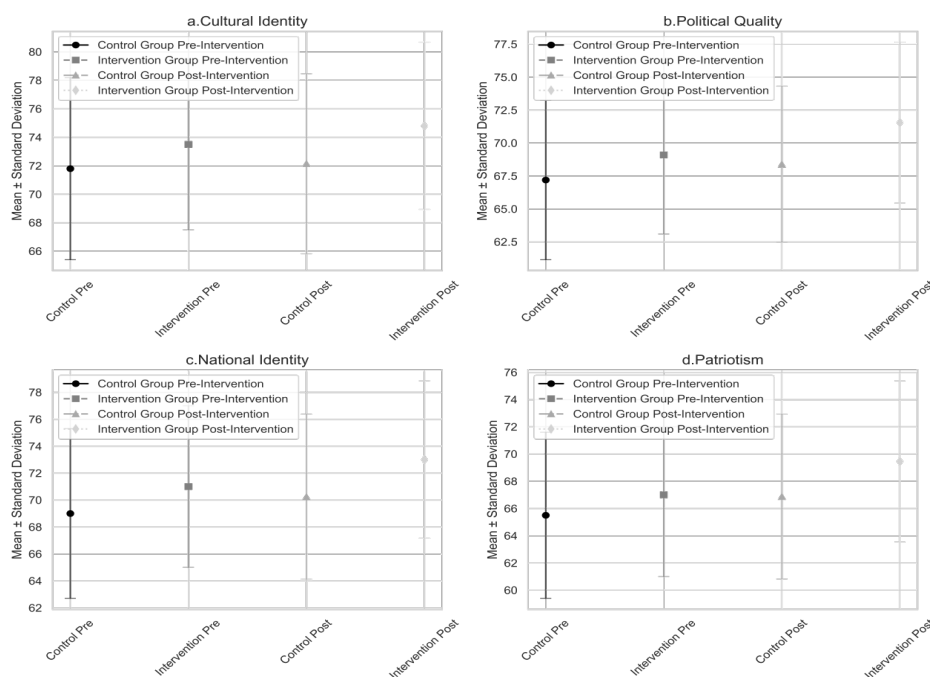 a.Cultural Identity
Mean ± Standard Deviation
80
78
76
74
72
70
68
66
Control Group Pre-Intervention
Intervention Group Pre-Intervention
Control Group Post-Intervention
Intervention Group Post-Intervention
Control Pre
Intervention Pre
Control Post
Intervention Post
b.Political Quality
Mean ± Standard Deviation
77.5
75.0
72.5
70.0
67.5
65.0
62.5
Control Group Pre-Intervention
Intervention Group Pre-Intervention
Control Group Post-Intervention
Intervention Group Post-Intervention
Control Pre
Intervention Pre
Control Post
Intervention Post
c.National Identity
Mean ± Standard Deviation
78
76
74
72
70
68
66
64
62
Control Group Pre-Intervention
Intervention Group Pre-Intervention
Control Group Post-Intervention
Intervention Group Post-Intervention
Control Pre
Intervention Pre
Control Post
Intervention Post
d.Patriotism
Mean ± Standard Deviation
76
74
72
70
68
66
64
62
60
Control Group Pre-Intervention
Intervention Group Pre-Intervention
Control Group Post-Intervention
Intervention Group Post-Intervention
Control Pre
Intervention Pre
Control Post
Intervention Post